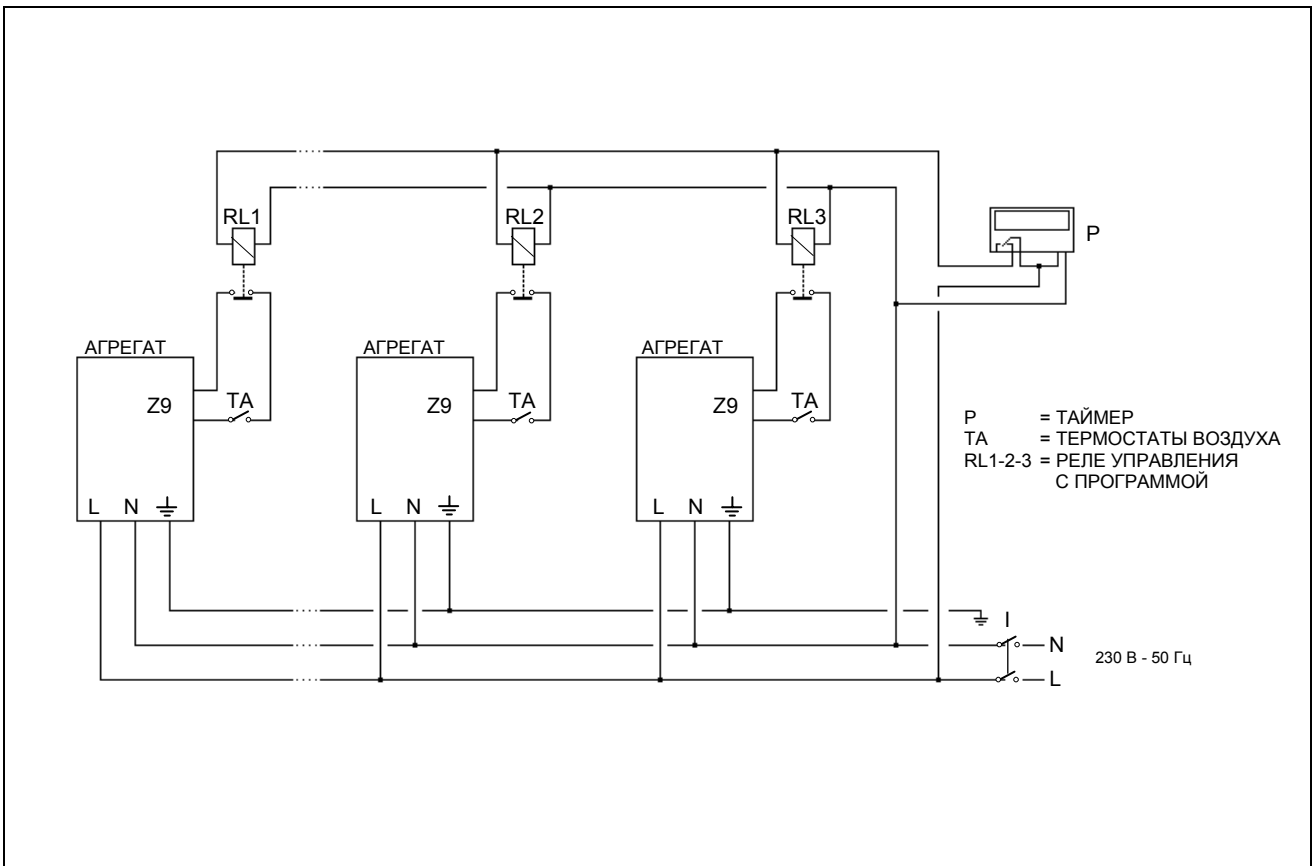 RL1
RL2
RL3
P
АГРЕГАТ
АГРЕГАТ
АГРЕГАТ
Z9
TA
Z9
TA
Z9
TA
P = ТАЙМЕР
TA = ТЕРМОСТАТЫ ВОЗДУХА
RL1-2-3 = РЕЛЕ УПРАВЛЕНИЯ
С ПРОГРАММОЙ
L N
L N
L N
I
N
230 В - 50 Гц
L